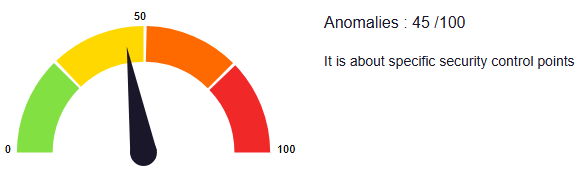 50
0
100
Anomalies : 45 /100
It is about specific security control points